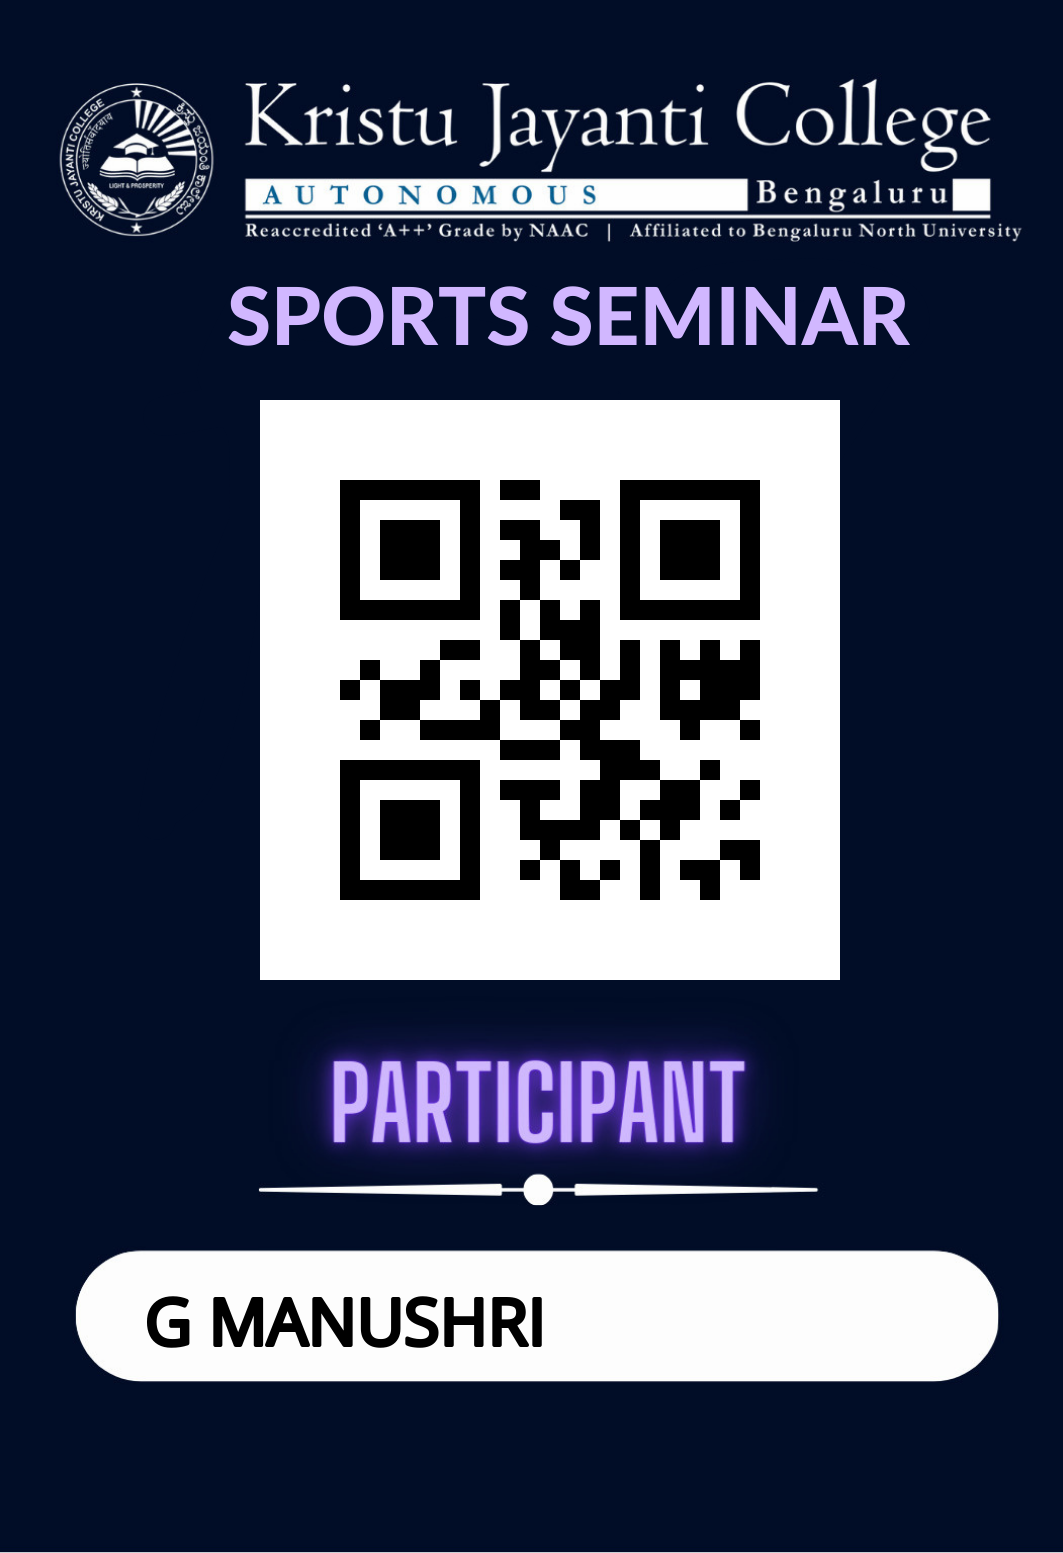 KRISTU JAYANTI COLLEGE
ಕ್ರಿಸ್ತು ಜಯಂತಿ ಕಾಲೇಜು
LIGHT & PROSPERITY
Kristu Jayanti College
AUTONOMOUS Bengaluru
Reaccredited ‘A++’ Grade by NAAC | Affiliated to Bengaluru North University
SPORTS SEMINAR
PARTICIPANT
G MANUSHRI